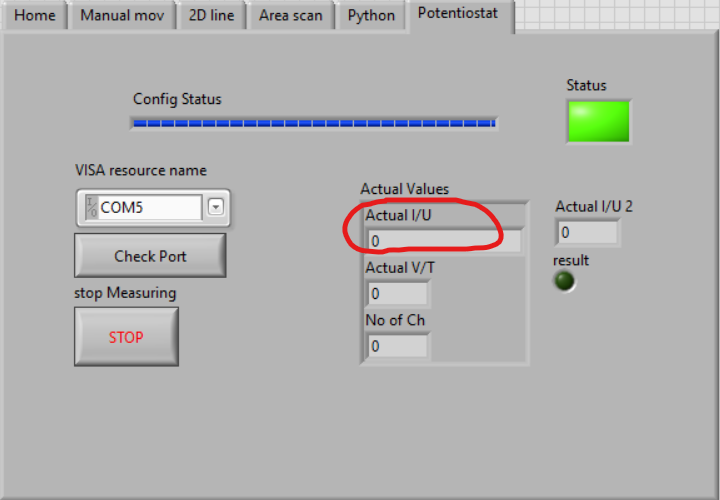 Home Manual mov 2D line Area scan Python Potentiostat
Status
Config Status
VISA resource name
I/O COM5
Check Port
stop Measuring
STOP
Actual Values
Actual I/U
0
Actual V/T
0
No of Ch
0
Actual I/U 2
0
result